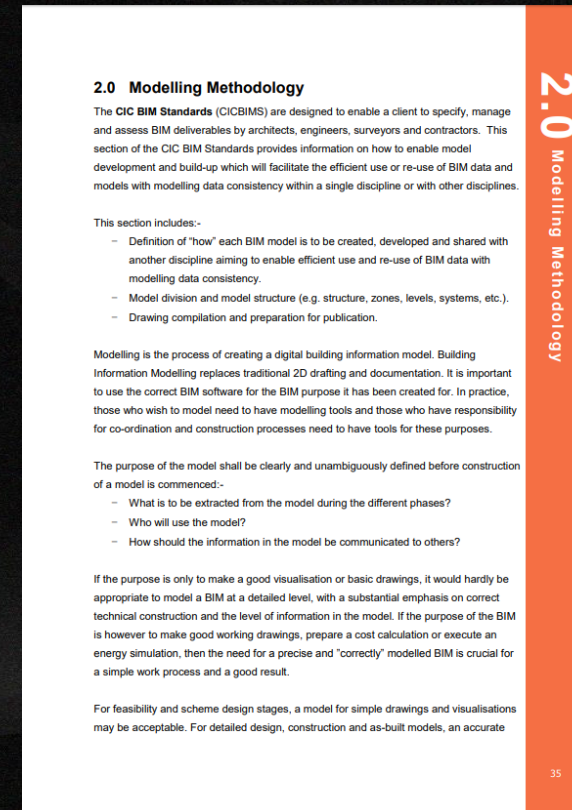 2.0 Modelling Methodology
The CIC BIM Standards (CICBIMS) are designed to enable a client to specify, manage
and assess BIM deliverables by architects, engineers, surveyors and contractors. This
section of the CIC BIM Standards provides information on how to enable model
development and build-up which will facilitate the efficient use or re-use of BIM data and
models with modelling data consistency within a single discipline or with other disciplines.
This section includes:-
− Definition of "how" each BIM model is to be created, developed and shared with
another discipline aiming to enable efficient use and re-use of BIM data with
modelling data consistency.
− Model division and model structure (e.g. structure, zones, levels, systems, etc.).
− Drawing compilation and preparation for publication.
Modelling is the process of creating a digital building information model. Building
Information Modelling replaces traditional 2D drafting and documentation. It is important
to use the correct BIM software for the BIM purpose it has been created for. In practice,
those who wish to model need to have modelling tools and those who have responsibility
for co-ordination and construction processes need to have tools for these purposes.
The purpose of the model shall be clearly and unambiguously defined before construction
of a model is commenced:-
− What is to be extracted from the model during the different phases?
− Who will use the model?
− How should the information in the model be communicated to others?
If the purpose is only to make a good visualisation or basic drawings, it would hardly be
appropriate to model a BIM at a detailed level, with a substantial emphasis on correct
technical construction and the level of information in the model. If the purpose of the BIM
is however to make good working drawings, prepare a cost calculation or execute an
energy simulation, then the need for a precise and "correctly" modelled BIM is crucial for
a simple work process and a good result.
For feasibility and scheme design stages, a model for simple drawings and visualisations
may be acceptable. For detailed design, construction and as-built models, an accurate
2.0 Modelling Methodology
35